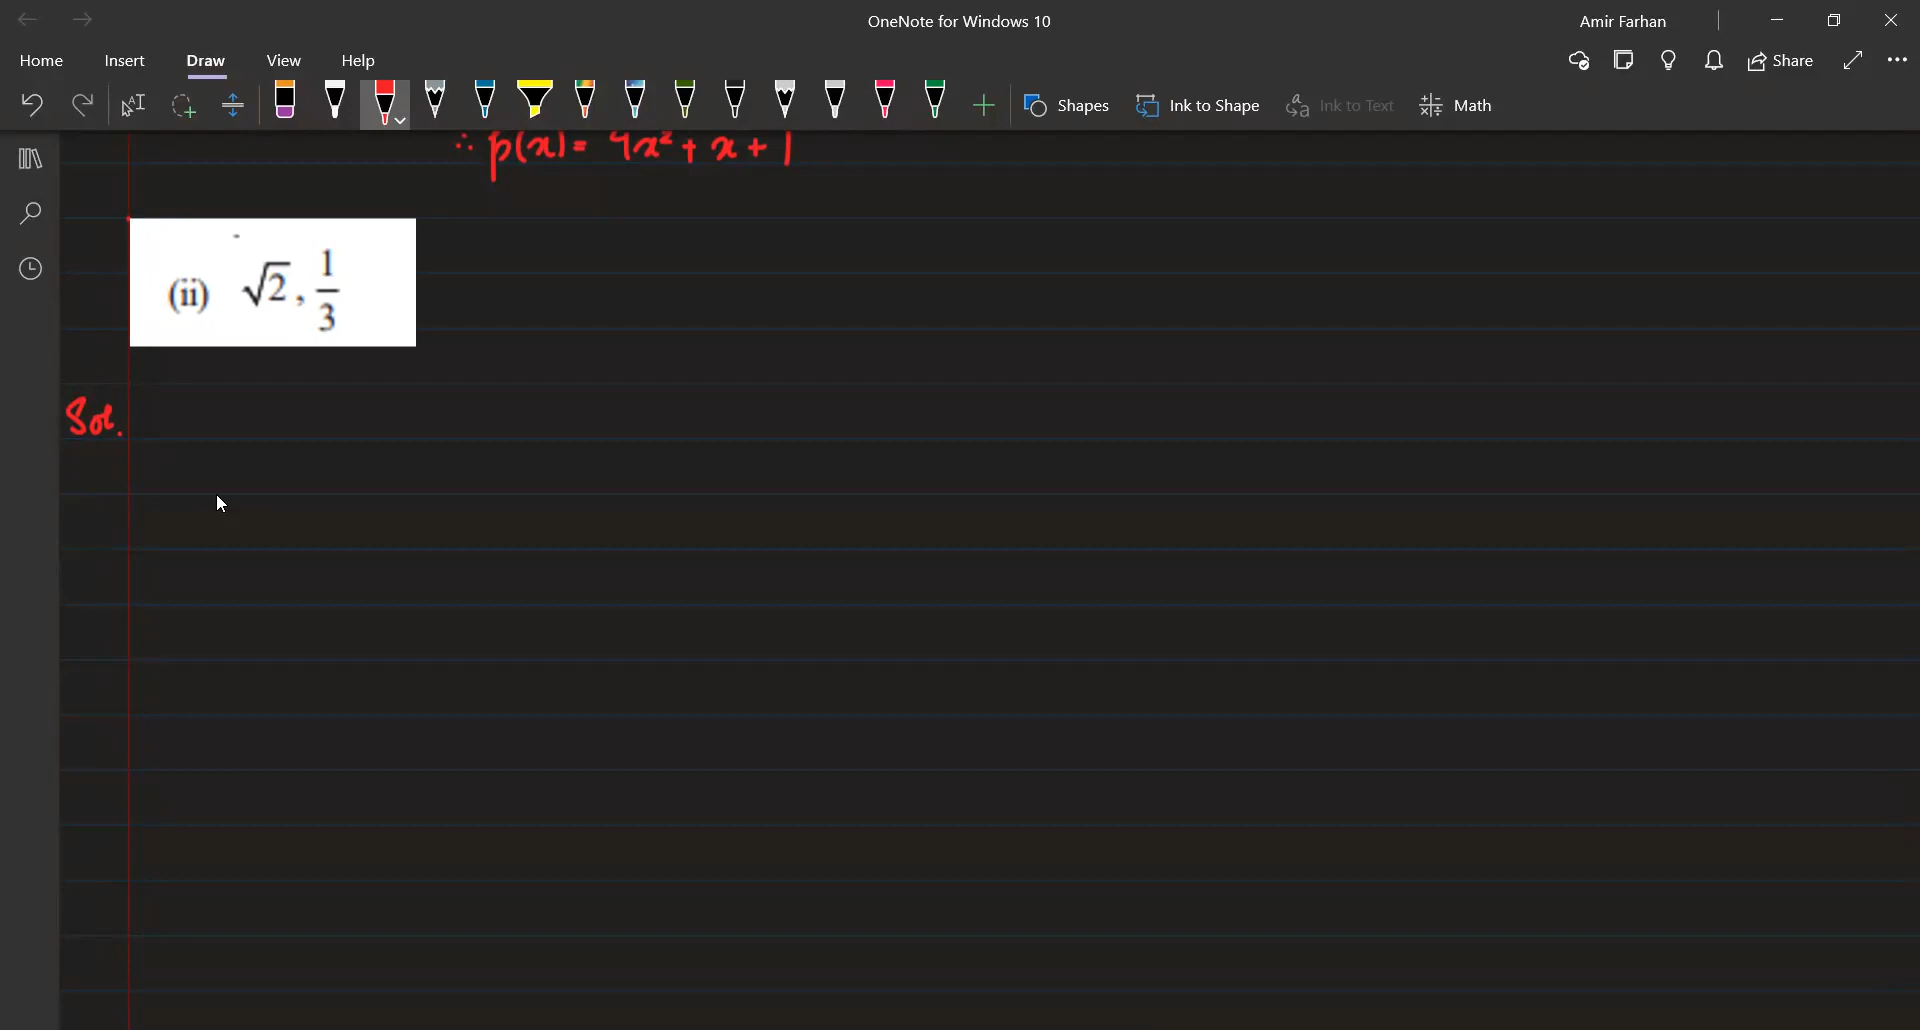 OneNote for Windows 10
Amir Farhan
Home Insert Draw View Help
Share
Shapes Ink to Shape Ink to Text Math
∴ p(x) = 4x² + x + 1
(ii) √2, 1/3
Sol.